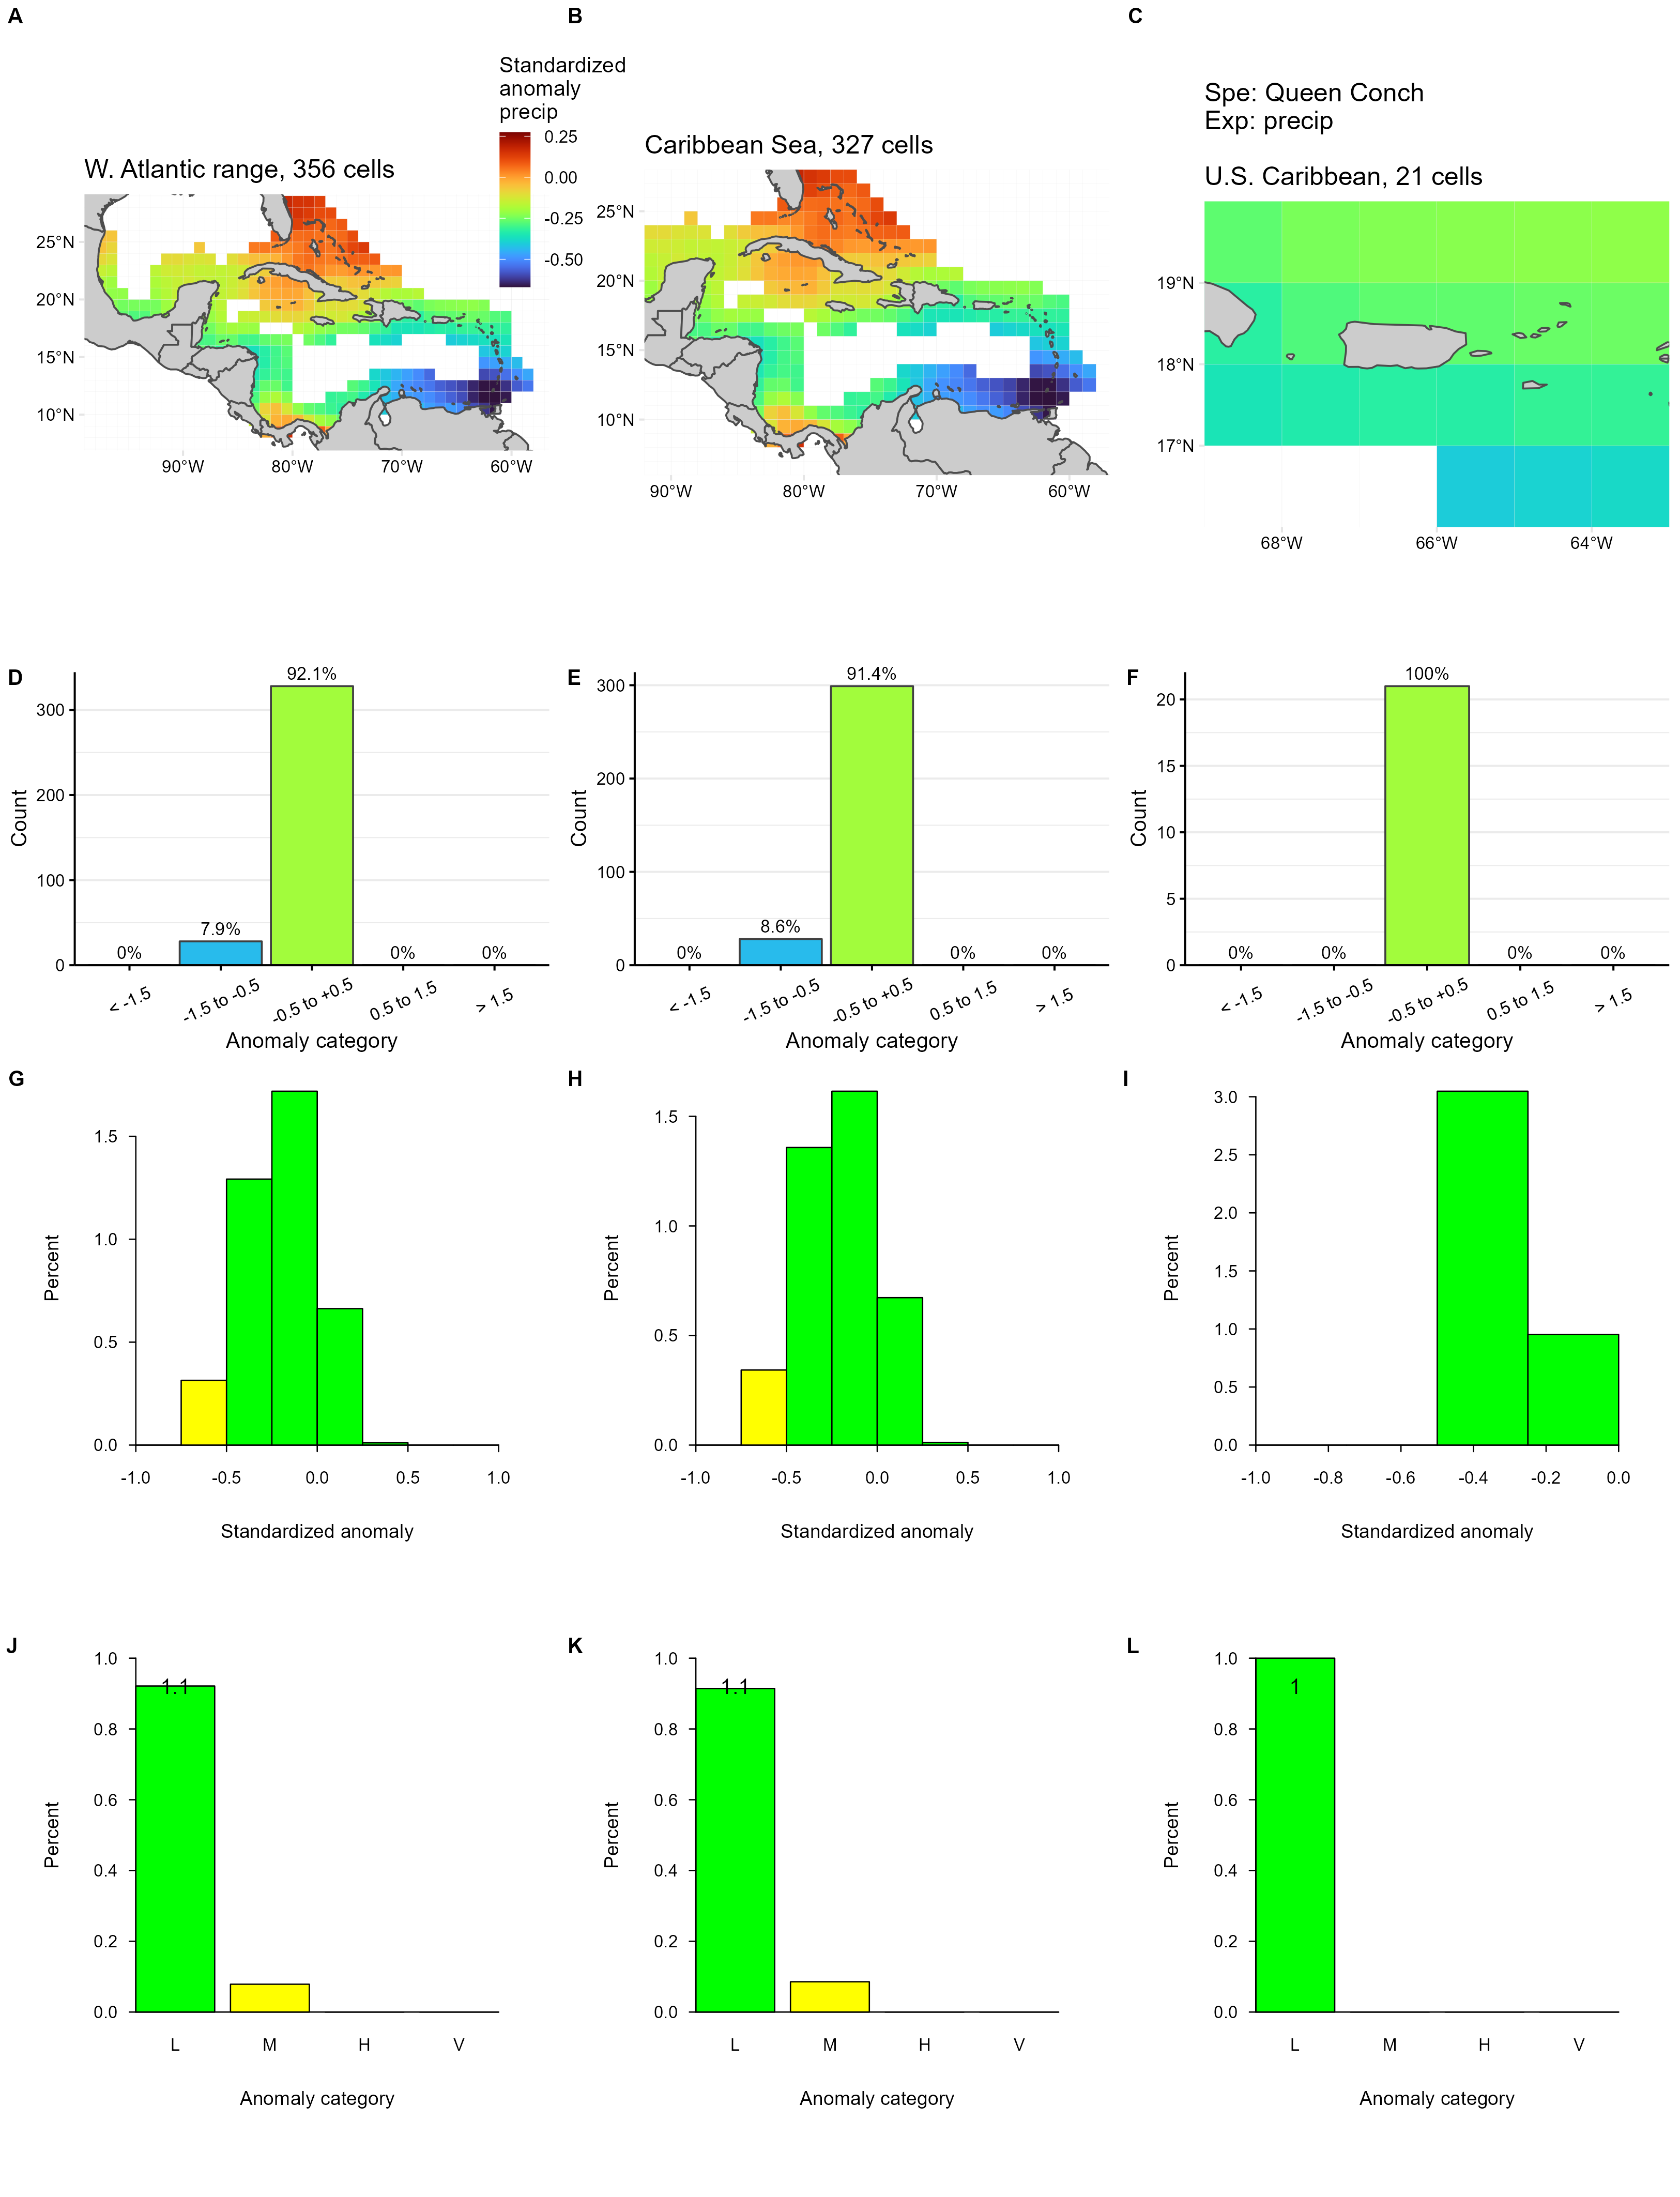 A
B
C
Standardized
anomaly
precip
0.25
0.00
-0.25
-0.50
W. Atlantic range, 356 cells
25°N
20°N
15°N
10°N
90°W
80°W
70°W
60°W
Caribbean Sea, 327 cells
25°N
20°N
15°N
10°N
90°W
80°W
70°W
60°W
Spe: Queen Conch
Exp: precip
U.S. Caribbean, 21 cells
19°N
18°N
17°N
68°W
66°W
64°W
D
Count
300
200
100
0
0%
7.9%
92.1%
0%
0%
< -1.5
-1.5 to -0.5
-0.5 to +0.5
0.5 to 1.5
> 1.5
Anomaly category
E
Count
300
200
100
0
0%
8.6%
91.4%
0%
0%
< -1.5
-1.5 to -0.5
-0.5 to +0.5
0.5 to 1.5
> 1.5
Anomaly category
F
Count
20
15
10
5
0
0%
0%
100%
0%
0%
< -1.5
-1.5 to -0.5
-0.5 to +0.5
0.5 to 1.5
> 1.5
Anomaly category
G
Percent
1.5
1.0
0.5
0.0
-1.0
-0.5
0.0
0.5
1.0
Standardized anomaly
H
Percent
1.5
1.0
0.5
0.0
-1.0
-0.5
0.0
0.5
1.0
Standardized anomaly
I
Percent
3.0
2.5
2.0
1.5
1.0
0.5
0.0
-1.0
-0.8
-0.6
-0.4
-0.2
0.0
Standardized anomaly
J
Percent
1.0
0.8
0.6
0.4
0.2
0.0
1.1
L
M
H
V
Anomaly category
K
Percent
1.0
0.8
0.6
0.4
0.2
0.0
1.1
L
M
H
V
Anomaly category
L
Percent
1.0
0.8
0.6
0.4
0.2
0.0
1
L
M
H
V
Anomaly category